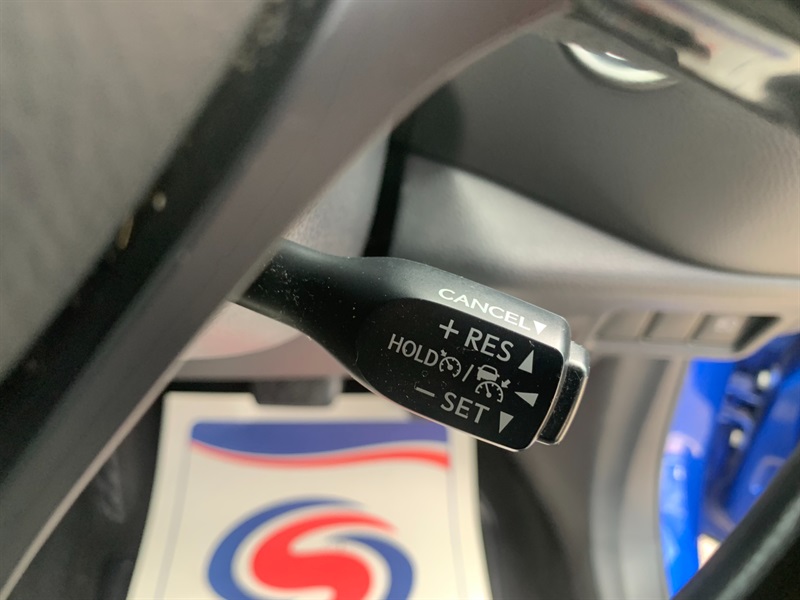 CANCEL
+ RES
HOLD /
- SET